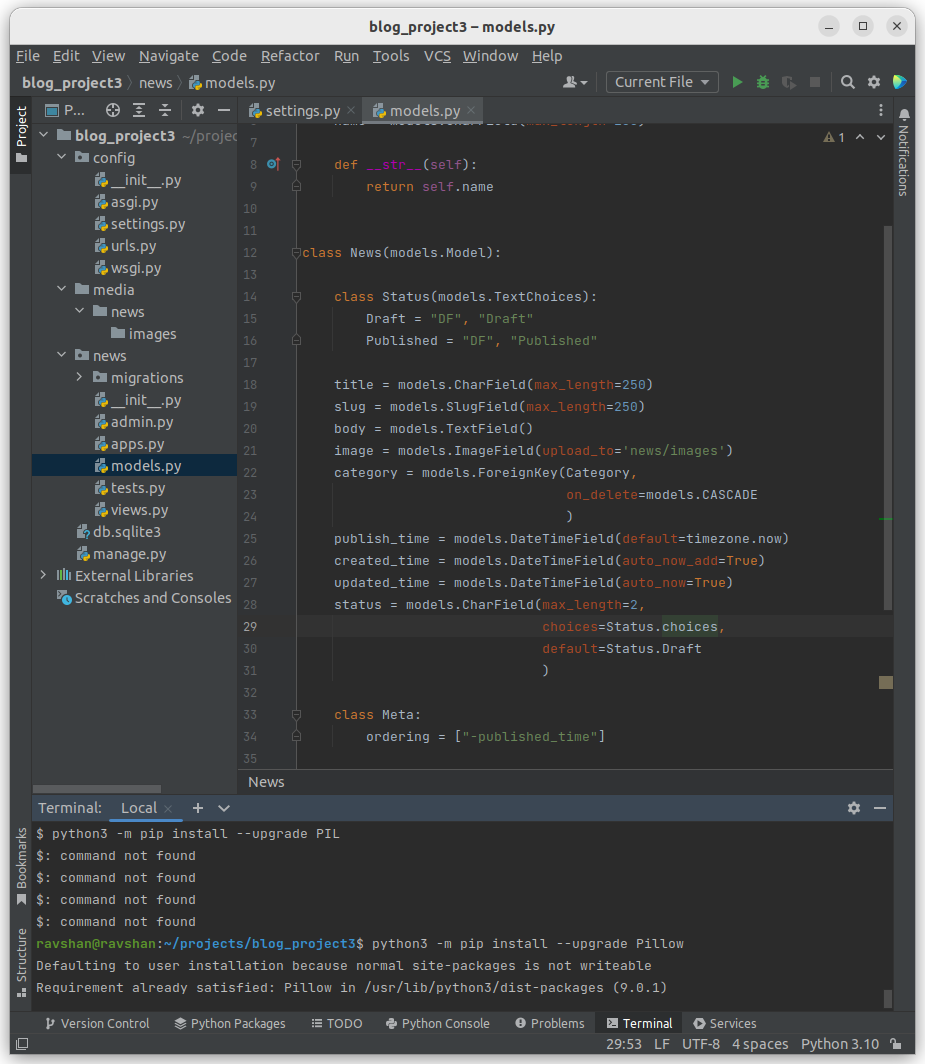 blog_project3 – models.py
File Edit View Navigate Code Refactor Run Tools VCS Window Help
blog_project3 news models.py Current File
Project
P...
settings.py models.py
blog_project3 ~/projec
config
__init__.py
asgi.py
settings.py
urls.py
wsgi.py
media
news
images
news
migrations
__init__.py
admin.py
apps.py
models.py
tests.py
views.py
db.sqlite3
manage.py
External Libraries
Scratches and Consoles
1
7
8 def __str__(self):
9 return self.name
10
11
12 class News(models.Model):
13
14 class Status(models.TextChoices):
15 Draft = "DF", "Draft"
16 Published = "DF", "Published"
17
18 title = models.CharField(max_length=250)
19 slug = models.SlugField(max_length=250)
20 body = models.TextField()
21 image = models.ImageField(upload_to='news/images')
22 category = models.ForeignKey(Category,
23 on_delete=models.CASCADE
24 )
25 publish_time = models.DateTimeField(default=timezone.now)
26 created_time = models.DateTimeField(auto_now_add=True)
27 updated_time = models.DateTimeField(auto_now=True)
28 status = models.CharField(max_length=2,
29 choices=Status.choices,
30 default=Status.Draft
31 )
32
33 class Meta:
34 ordering = ["-published_time"]
35
News
Notifications
Terminal: Local
$ python3 -m pip install --upgrade PIL
$: command not found
$: command not found
$: command not found
$: command not found
ravshan@ravshan:~/projects/blog_project3$ python3 -m pip install --upgrade Pillow
Defaulting to user installation because normal site-packages is not writeable
Requirement already satisfied: Pillow in /usr/lib/python3/dist-packages (9.0.1)
Bookmarks
Structure
Version Control Python Packages TODO Python Console Problems Terminal Services
29:53 LF UTF-8 4 spaces Python 3.10